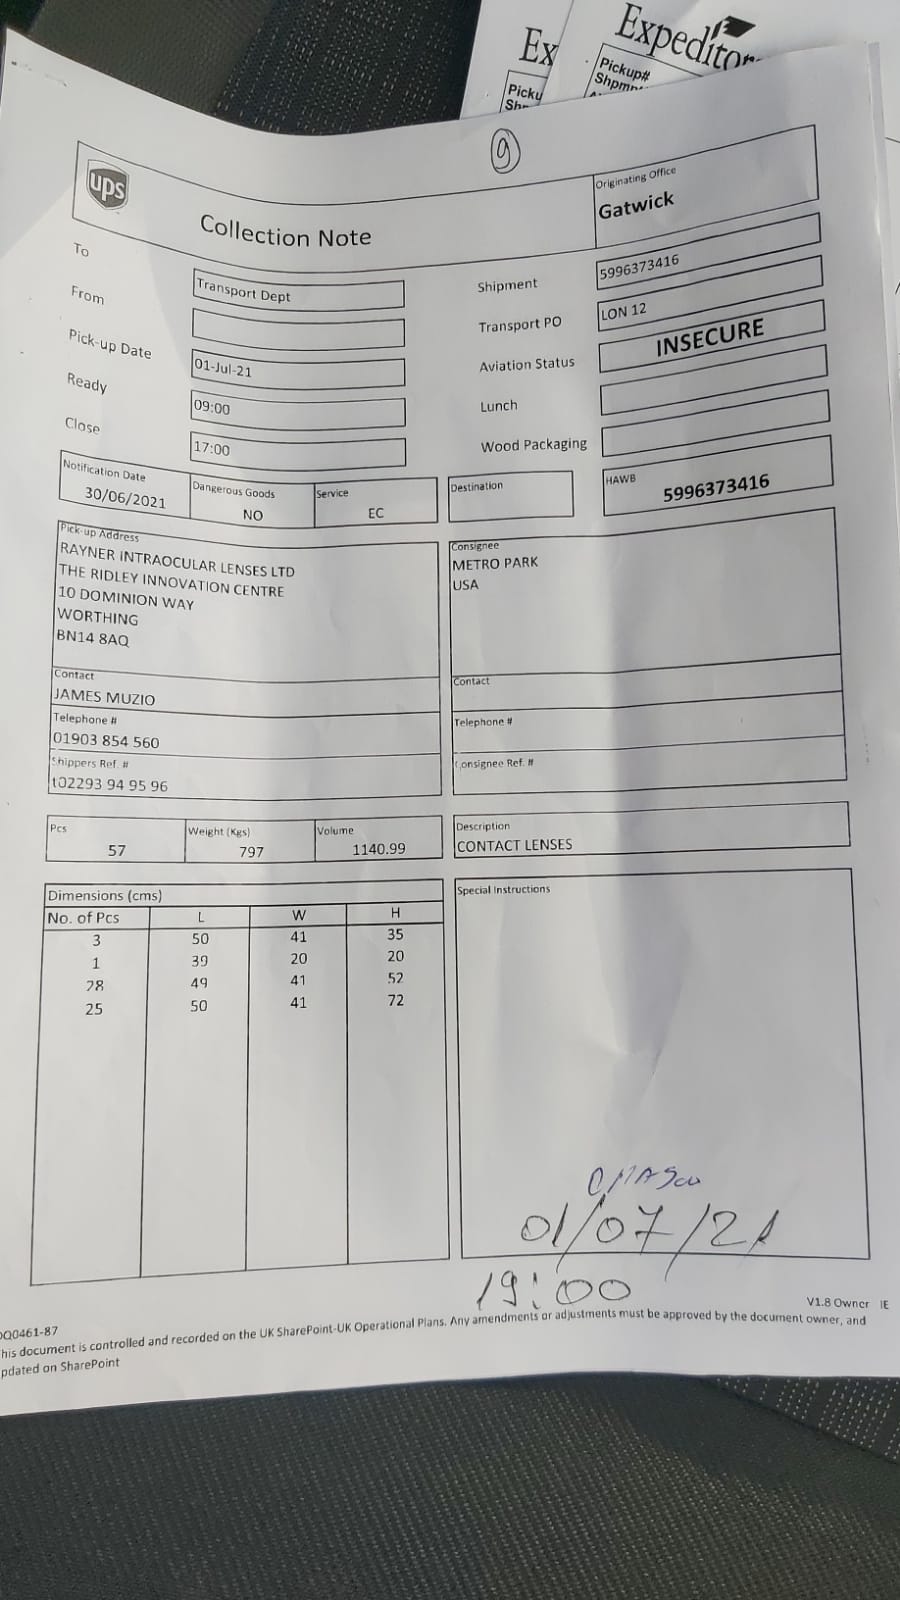 Expeditor
Ex
Pickup#
Shpmn
Picku
Sh
9
ups
Collection Note
Originating Office
Gatwick
To
Transport Dept
From
Pick-up Date
01-Jul-21
Ready
09:00
Close
17:00
Shipment
5996373416
Transport PO
LON 12
Aviation Status
INSECURE
Lunch
Wood Packaging
Notification Date
30/06/2021
Dangerous Goods
NO
Service
EC
Destination
HAWB
5996373416
Pick-up Address
RAYNER INTRAOCULAR LENSES LTD
THE RIDLEY INNOVATION CENTRE
10 DOMINION WAY
WORTHING
BN14 8AQ
Contact
JAMES MUZIO
Telephone #
01903 854 560
Shippers Ref. #
t02293 94 95 96
Consignee
METRO PARK
USA
Contact
Telephone #
Consignee Ref. #
Pcs
57
Weight (Kgs)
797
Volume
1140.99
Description
CONTACT LENSES
Dimensions (cms)
No. of Pcs L W H
3 50 41 35
1 39 20 20
28 49 41 52
25 50 41 72
Special Instructions
01/07/21
19:00
V1.8 Owner IE
DQ0461-87
his document is controlled and recorded on the UK SharePoint-UK Operational Plans. Any amendments or adjustments must be approved by the document owner, and
pdated on SharePoint